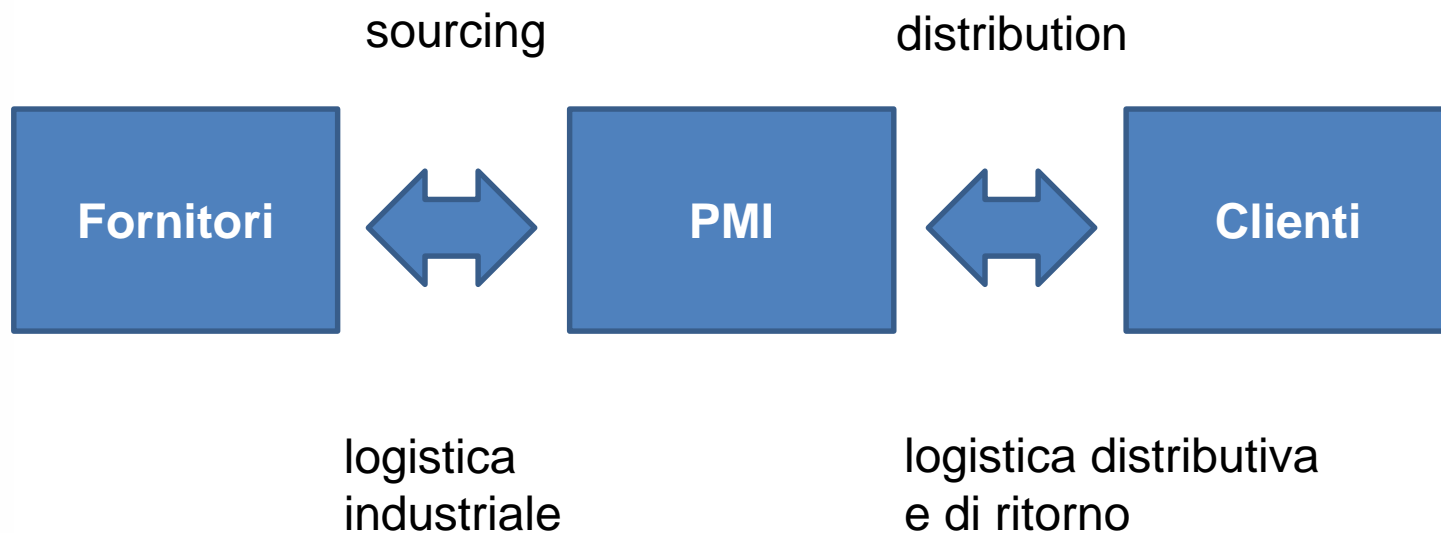 sourcing
distribution
Fornitori
PMI
Clienti
logistica
industriale
logistica distributiva
e di ritorno